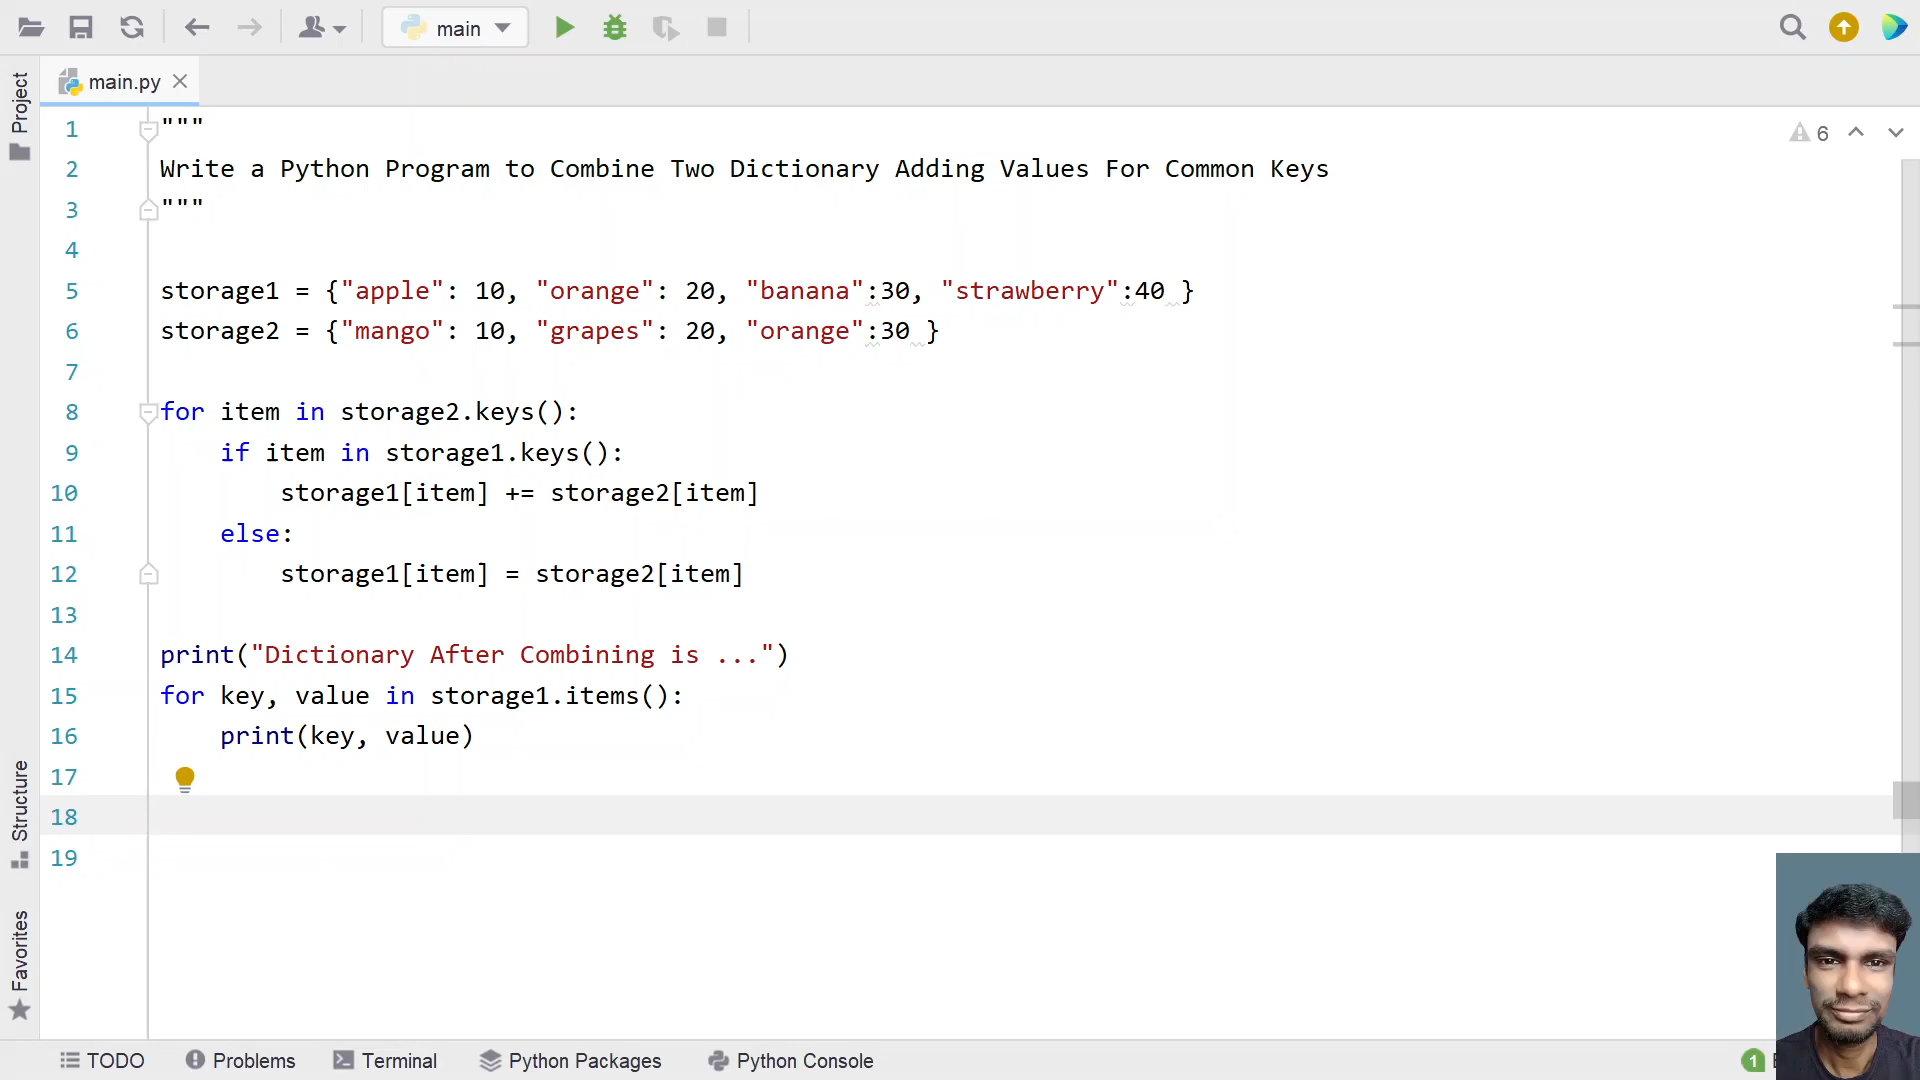 main
Project
main.py
6
1 """
2 Write a Python Program to Combine Two Dictionary Adding Values For Common Keys
3 """
4
5 storage1 = {"apple": 10, "orange": 20, "banana":30, "strawberry":40 }
6 storage2 = {"mango": 10, "grapes": 20, "orange":30 }
7
8 for item in storage2.keys():
9 if item in storage1.keys():
10 storage1[item] += storage2[item]
11 else:
12 storage1[item] = storage2[item]
13
14 print("Dictionary After Combining is ...")
15 for key, value in storage1.items():
16 print(key, value)
17
18
19
Structure
Favorites
TODO Problems Terminal Python Packages Python Console 1